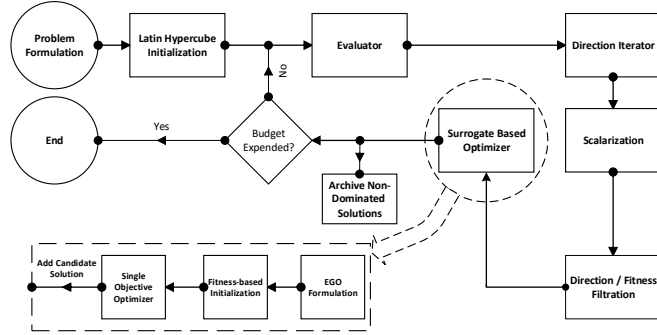 Problem
Formulation
Latin Hypercube
Initialization
Evaluator
Direction Iterator
No
End
Yes
Budget
Expended?
Surrogate Based
Optimizer
Scalarization
Archive Non-
Dominated
Solutions
Add Candidate
Solution
Single
Objective
Optimizer
Fitness-based
Initialization
EGO
Formulation
Direction / Fitness
Filtration